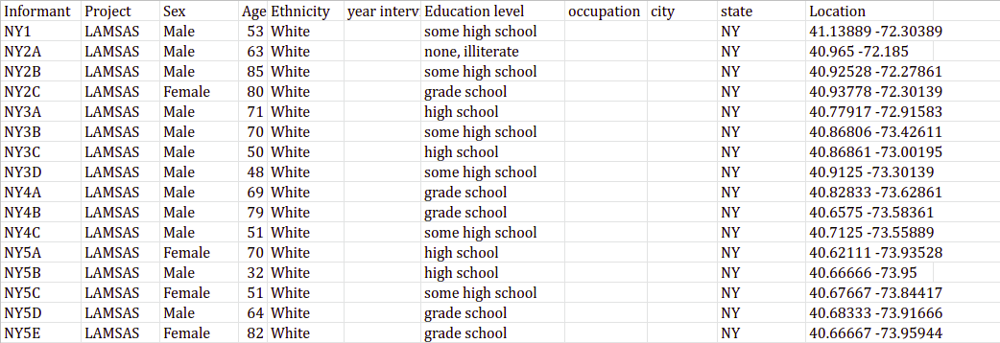 Informant Project Sex Age Ethnicity year interv Education level occupation city state Location
NY1 LAMSAS Male 53 White some high school NY 41.13889 -72.30389
NY2A LAMSAS Male 63 White none, illiterate NY 40.965 -72.185
NY2B LAMSAS Male 85 White some high school NY 40.92528 -72.27861
NY2C LAMSAS Female 80 White grade school NY 40.93778 -72.30139
NY3A LAMSAS Male 71 White high school NY 40.77917 -72.91583
NY3B LAMSAS Male 70 White some high school NY 40.86806 -73.42611
NY3C LAMSAS Male 50 White high school NY 40.86861 -73.00195
NY3D LAMSAS Male 48 White some high school NY 40.9125 -73.30139
NY4A LAMSAS Male 69 White grade school NY 40.82833 -73.62861
NY4B LAMSAS Male 79 White grade school NY 40.6575 -73.58361
NY4C LAMSAS Male 51 White some high school NY 40.7125 -73.55889
NY5A LAMSAS Female 70 White high school NY 40.62111 -73.93528
NY5B LAMSAS Male 32 White high school NY 40.66666 -73.95
NY5C LAMSAS Female 51 White some high school NY 40.67667 -73.84417
NY5D LAMSAS Male 64 White grade school NY 40.68333 -73.91666
NY5E LAMSAS Female 82 White grade school NY 40.66667 -73.95944